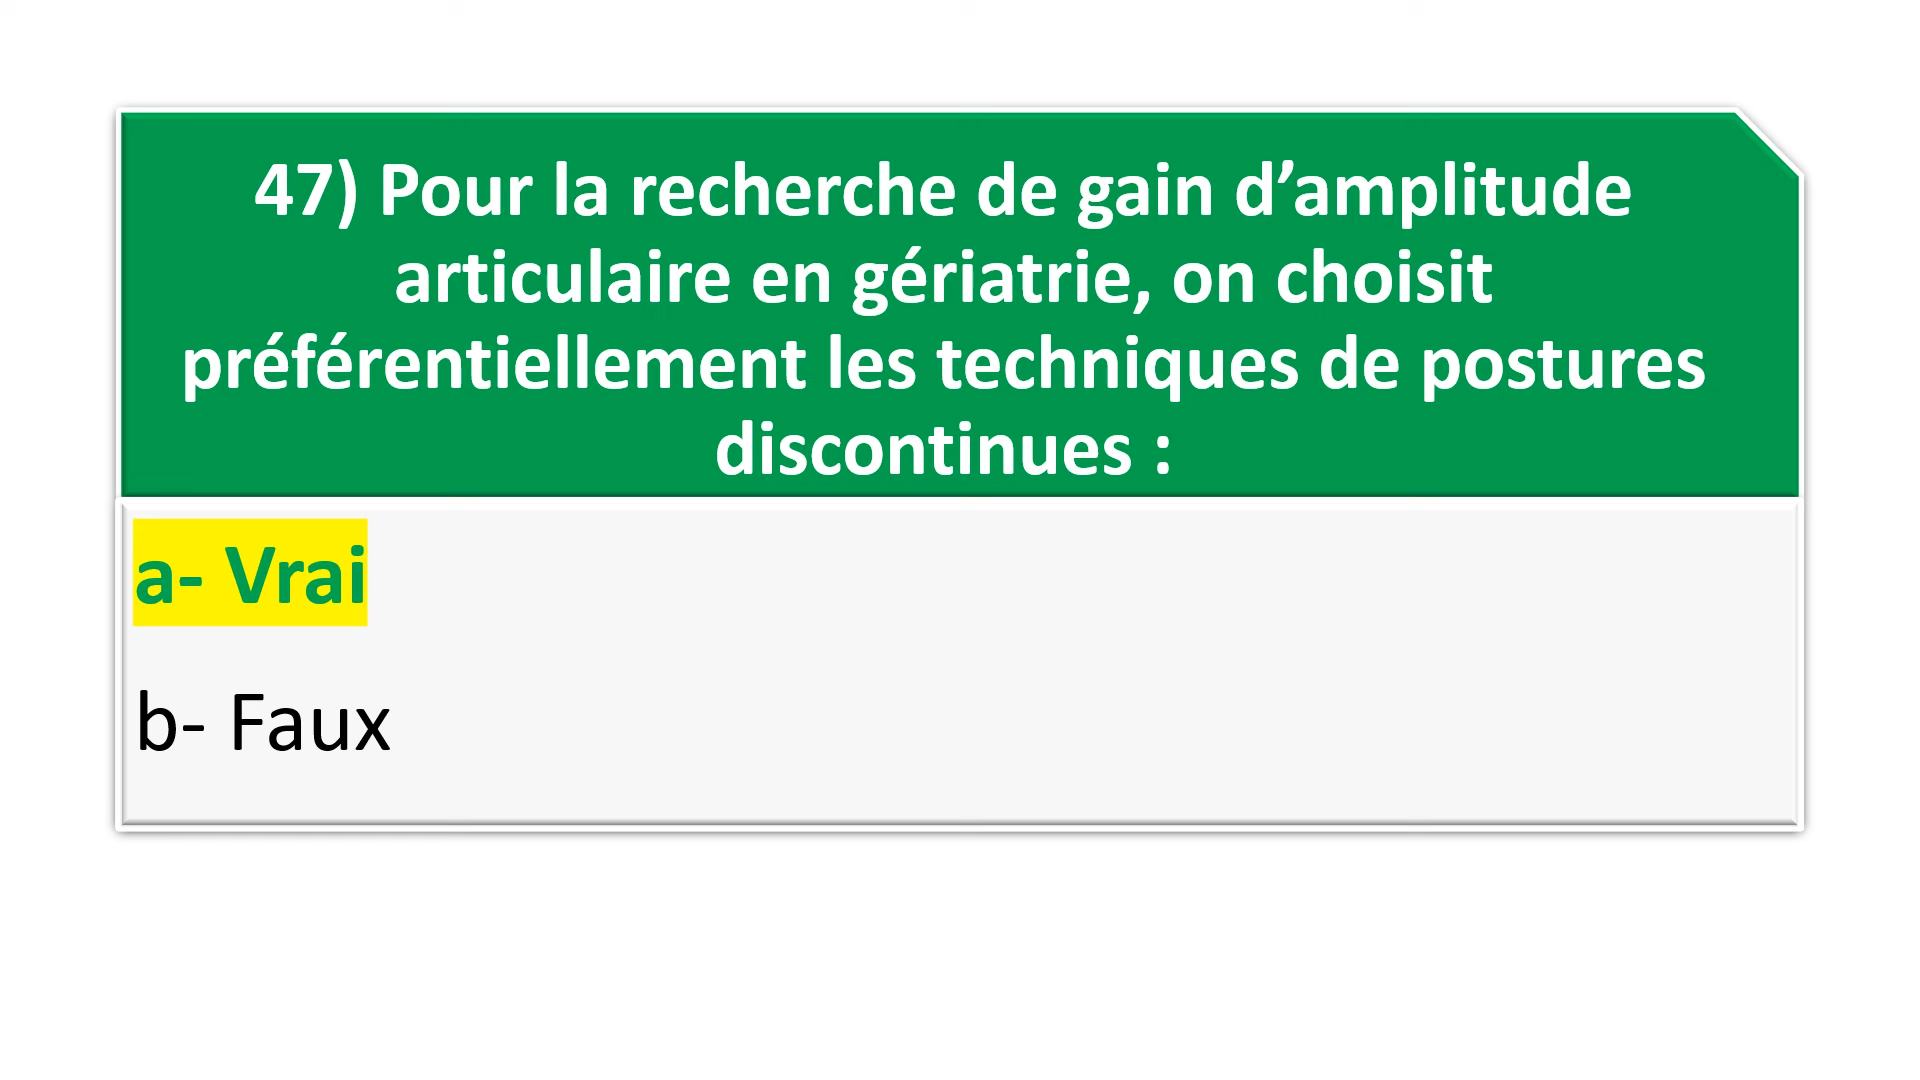 47) Pour la recherche de gain d’amplitude
articulaire en gériatrie, on choisit
préférentiellement les techniques de postures
discontinues :
a- Vrai
b- Faux